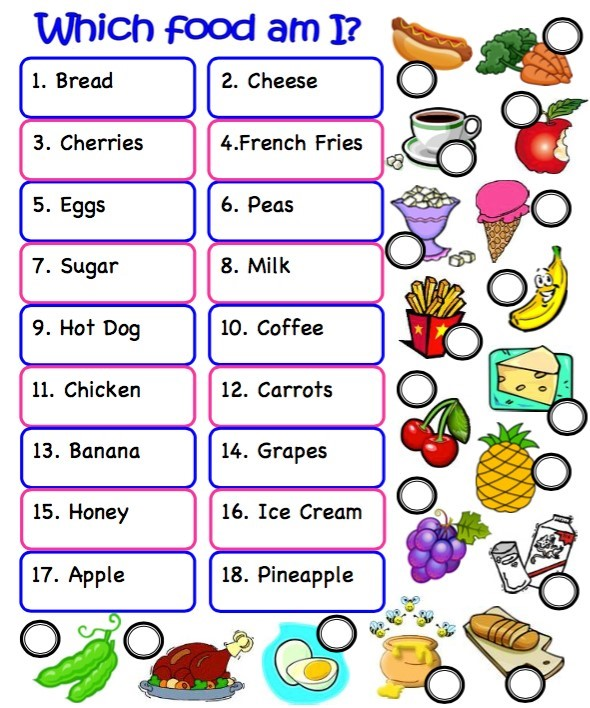 Which food am I?
1. Bread
2. Cheese
3. Cherries
4.French Fries
5. Eggs
6. Peas
7. Sugar
8. Milk
9. Hot Dog
10. Coffee
11. Chicken
12. Carrots
13. Banana
14. Grapes
15. Honey
16. Ice Cream
17. Apple
18. Pineapple